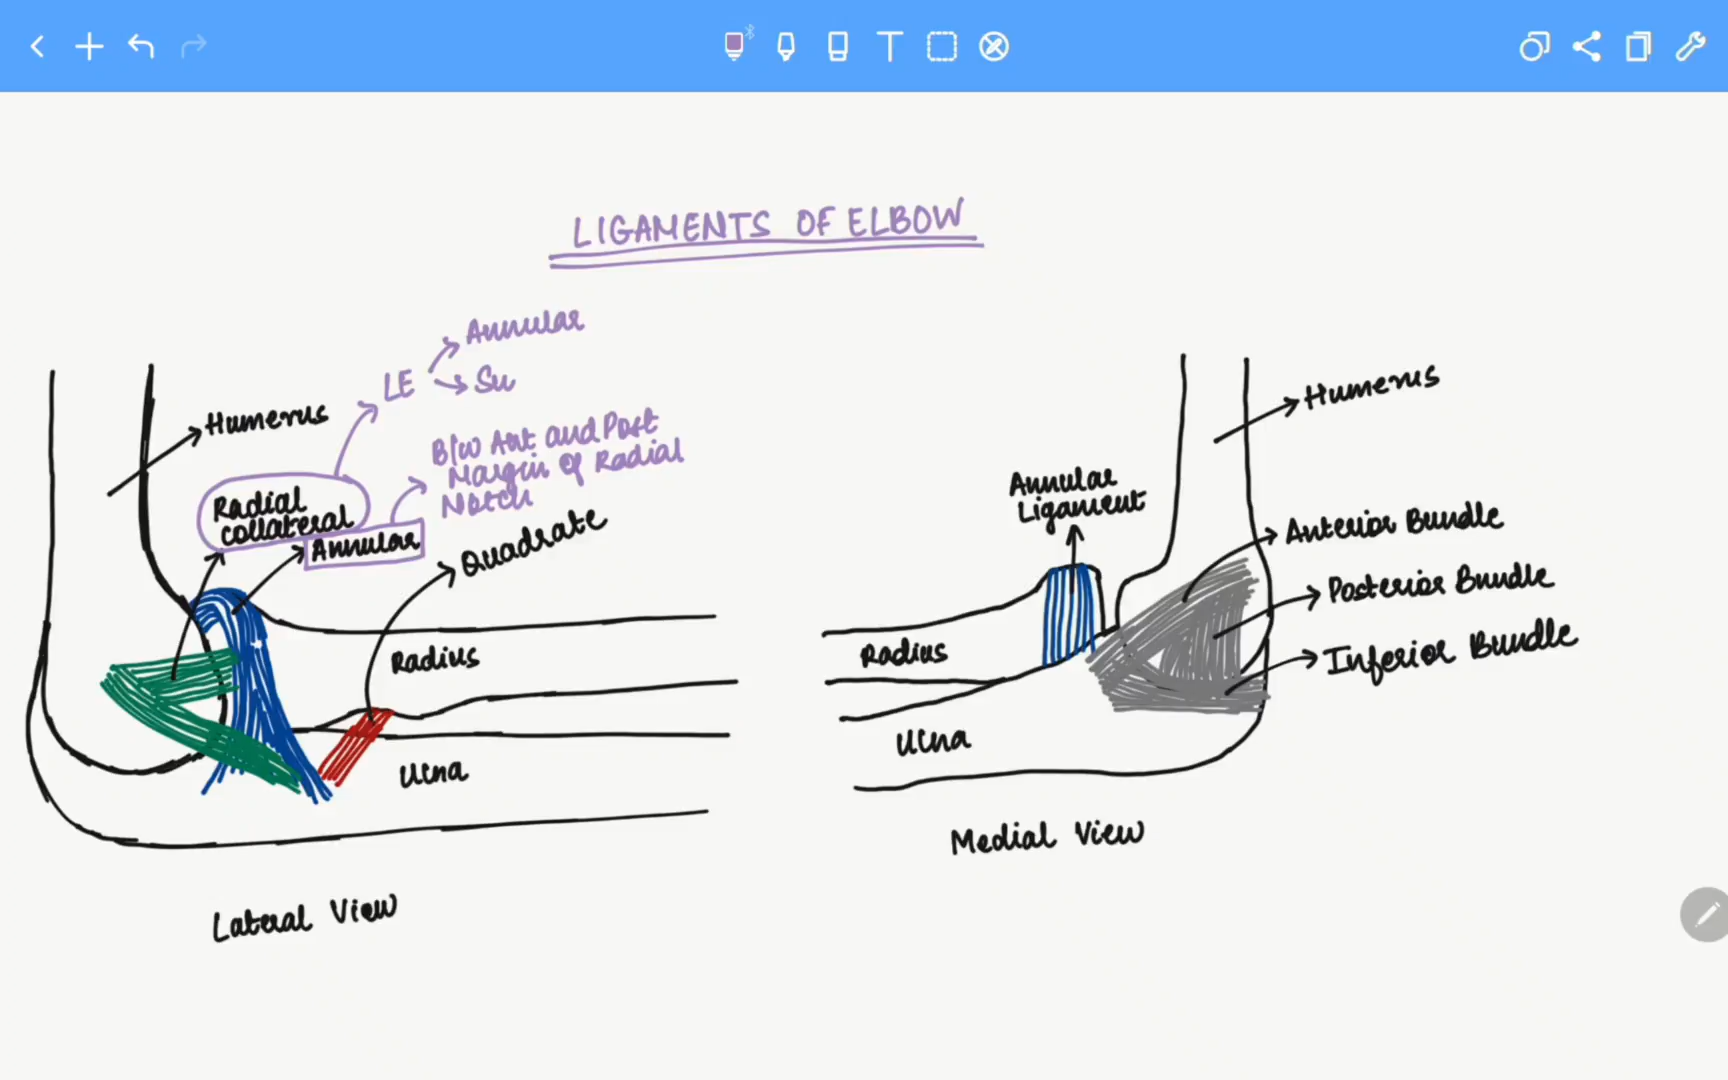 LIGAMENTS OF ELBOW
Annular
LE
Su
Humerus
B/w Ant and Post
Margin of Radial
Notch
Radial
collateral
Annular
Quadrate
Radius
Ulna
Lateral View
Humerus
Annular
Ligament
Anterior Bundle
Posterior Bundle
Inferior Bundle
Radius
Ulna
Medial View